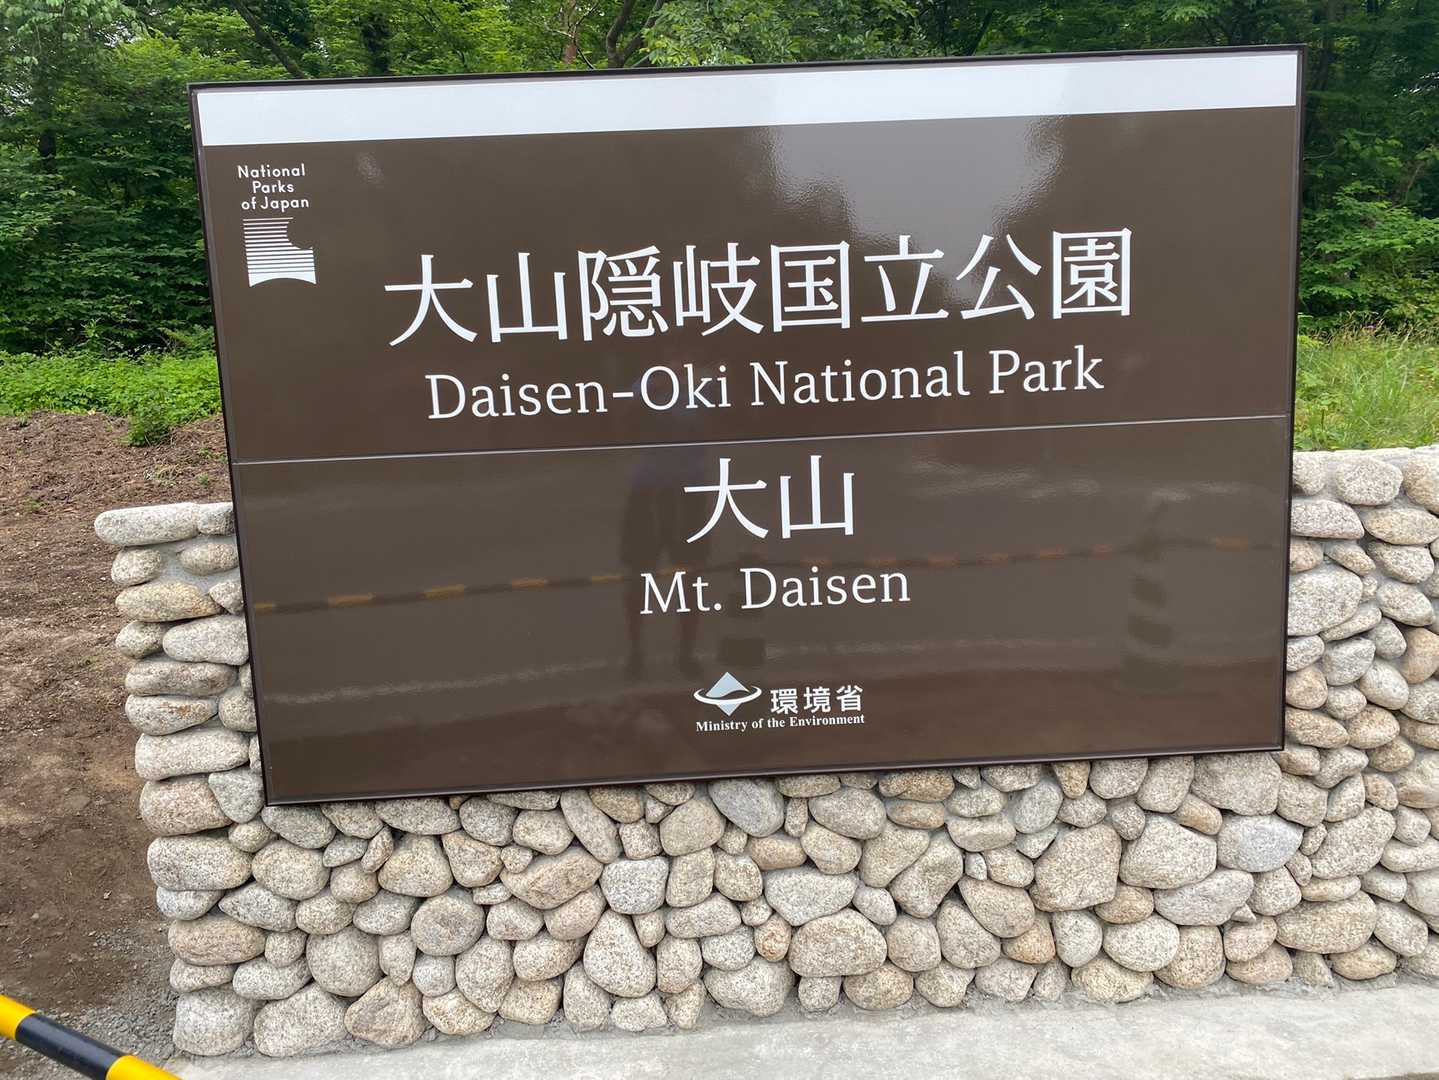 National
Parks
of Japan
大山隠岐国立公園
Daisen-Oki National Park
大山
Mt. Daisen
環境省
Ministry of the Environment